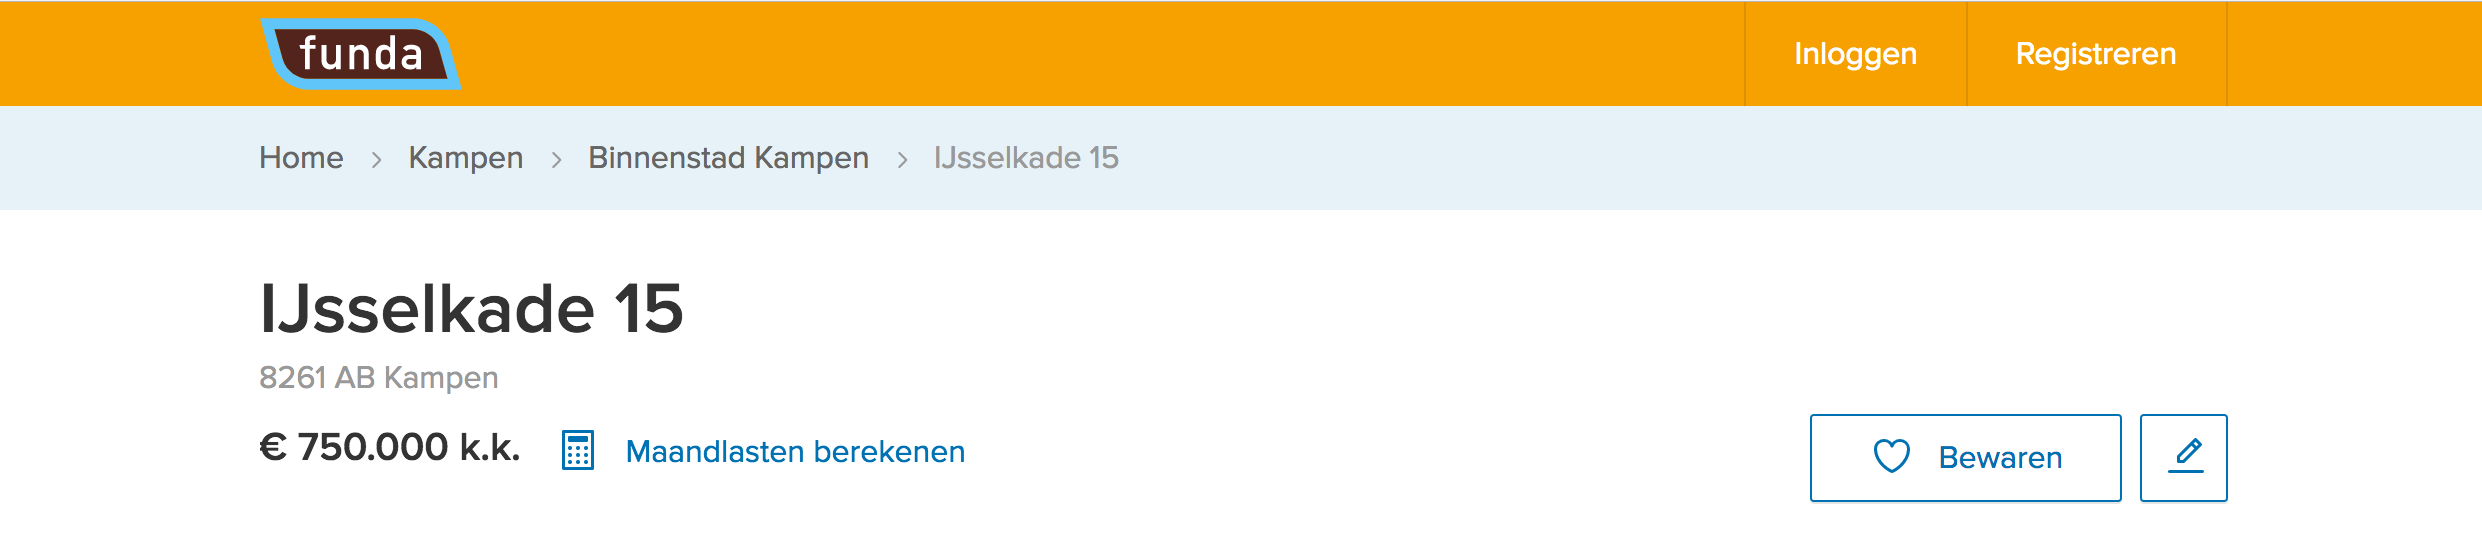 funda
Inloggen Registreren
Home > Kampen > Binnenstad Kampen > IJsselkade 15
IJsselkade 15
8261 AB Kampen
€ 750.000 k.k. Maandlasten berekenen
Bewaren